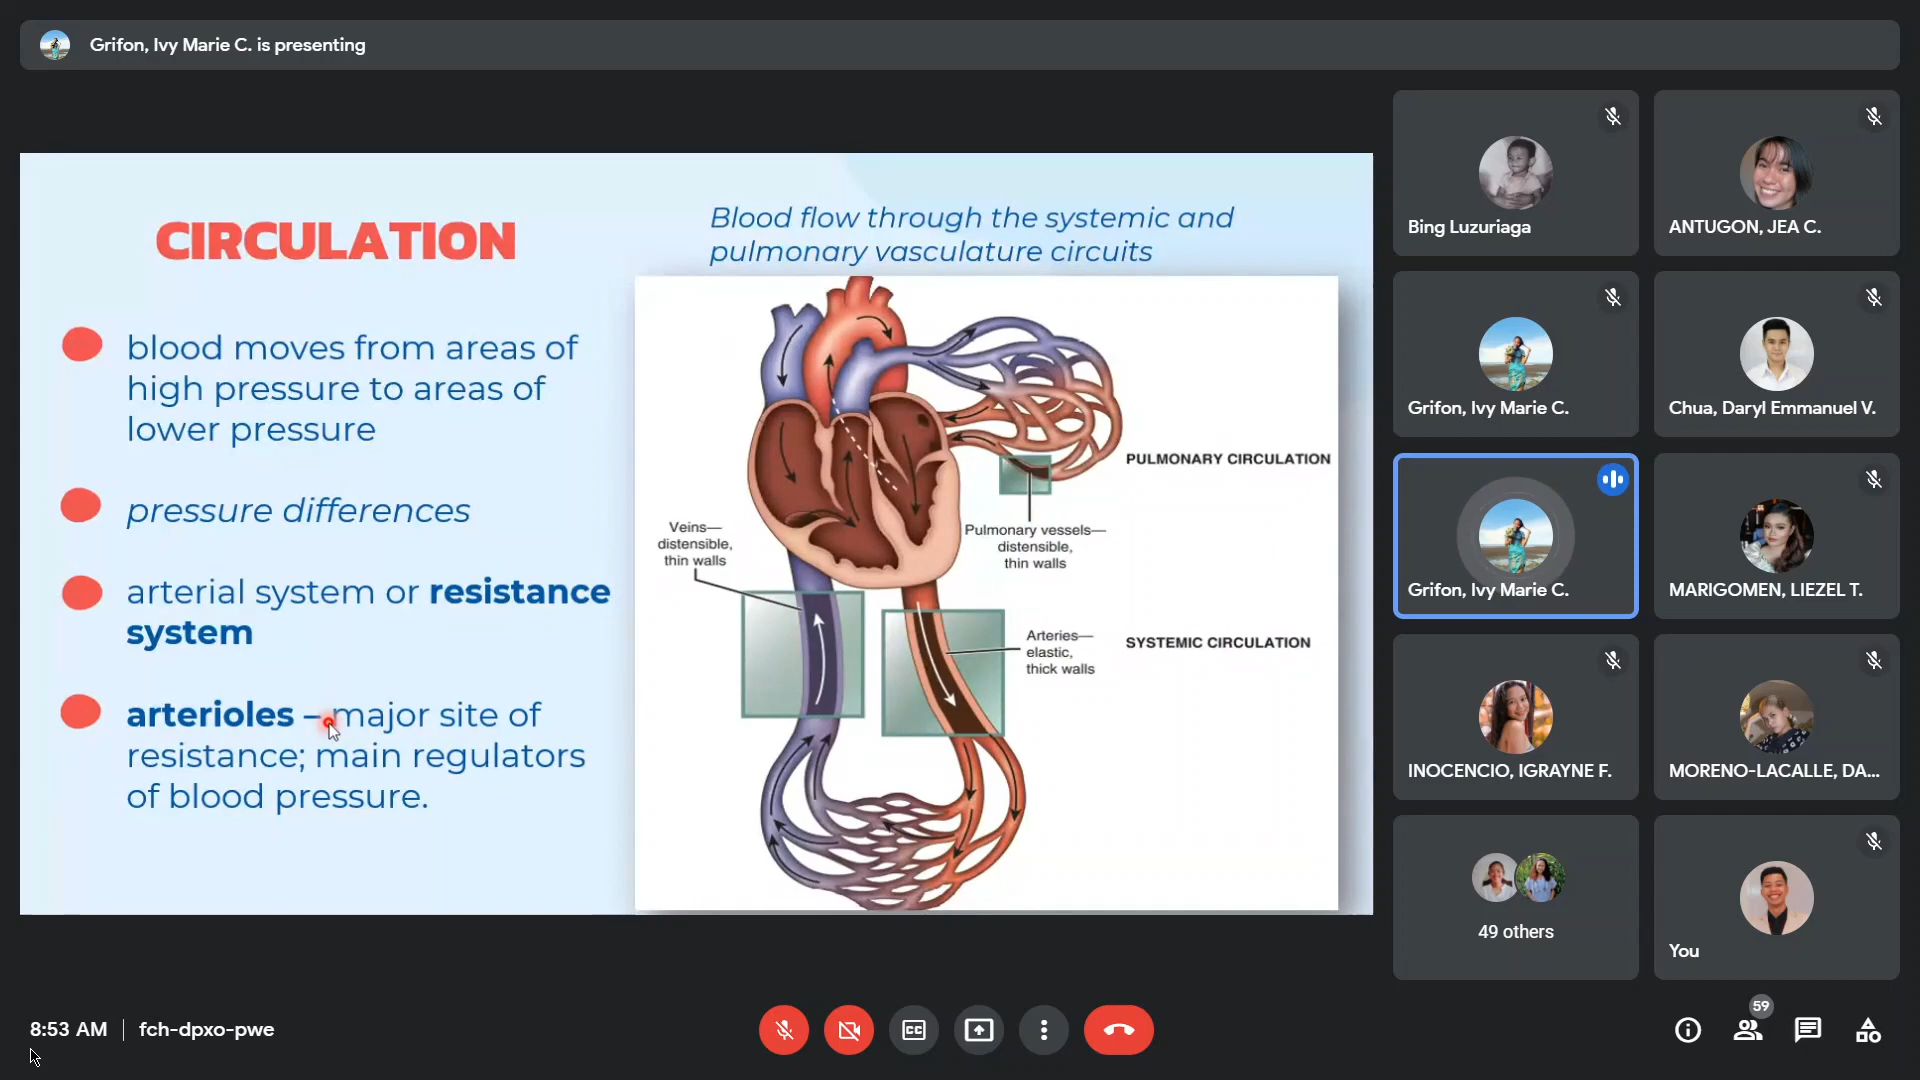 Grifon, Ivy Marie C. is presenting
CIRCULATION
blood moves from areas of
high pressure to areas of
lower pressure
pressure differences
arterial system or resistance
system
arterioles – major site of
resistance; main regulators
of blood pressure.
Blood flow through the systemic and
pulmonary vasculature circuits
PULMONARY CIRCULATION
Veins—
distensible,
thin walls
Pulmonary vessels—
distensible,
thin walls
Arteries—
elastic,
thick walls
SYSTEMIC CIRCULATION
Bing Luzuriaga
ANTUGON, JEA C.
Grifon, Ivy Marie C.
Chua, Daryl Emmanuel V.
Grifon, Ivy Marie C.
MARIGOMEN, LIEZEL T.
INOCENCIO, IGRAYNE F.
MORENO-LACALLE, DA...
49 others
You
8:53 AM | fch-dpxo-pwe
CC
59